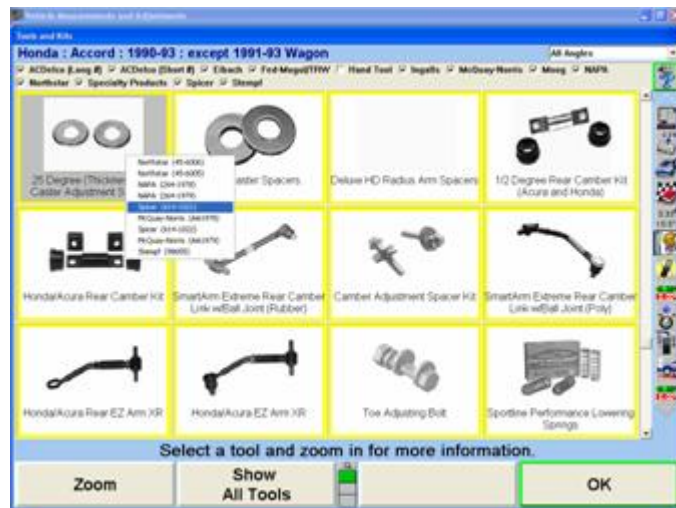 Vehicle Measurements and Adjustments
Tools and Kits
Honda : Accord : 1990-93 : except 1991-93 Wagon
All Angles
ACDelco (Long #) ACDelco (Short #) Eibach Fed-Mogul/TRW Hand Tool Ingalls McQuay-Norris Moog NAPA
Northstar Specialty Products Spicer Stempf
.25 Degree (Thickness
Caster Adjustment S
aster Spacers
Deluxe HD Radius Arm Spacers
1/2 Degree Rear Camber Kit
(Acura and Honda)
Northstar (45-6006)
Northstar (45-6005)
NAPA (264-1979)
NAPA (264-1978)
Spicer (614-1021)
McQuay-Norris (AA1978)
Spicer (614-1022)
McQuay-Norris (AA1979)
Stempf
Honda/Acura Rear Camber Kit
SmartArm Extreme Rear Camber
Link w/Ball Joint (Rubber)
Camber Adjustment Spacer Kit
SmartArm Extreme Rear Camber
Link w/Ball Joint (Poly)
Honda/Acura Rear EZ Arm XR
Honda/Acura EZ Arm XR
Toe Adjusting Bolt
Sportline Performance Lowering
Springs
Select a tool and zoom in for more information.
Zoom
Show
All Tools
OK